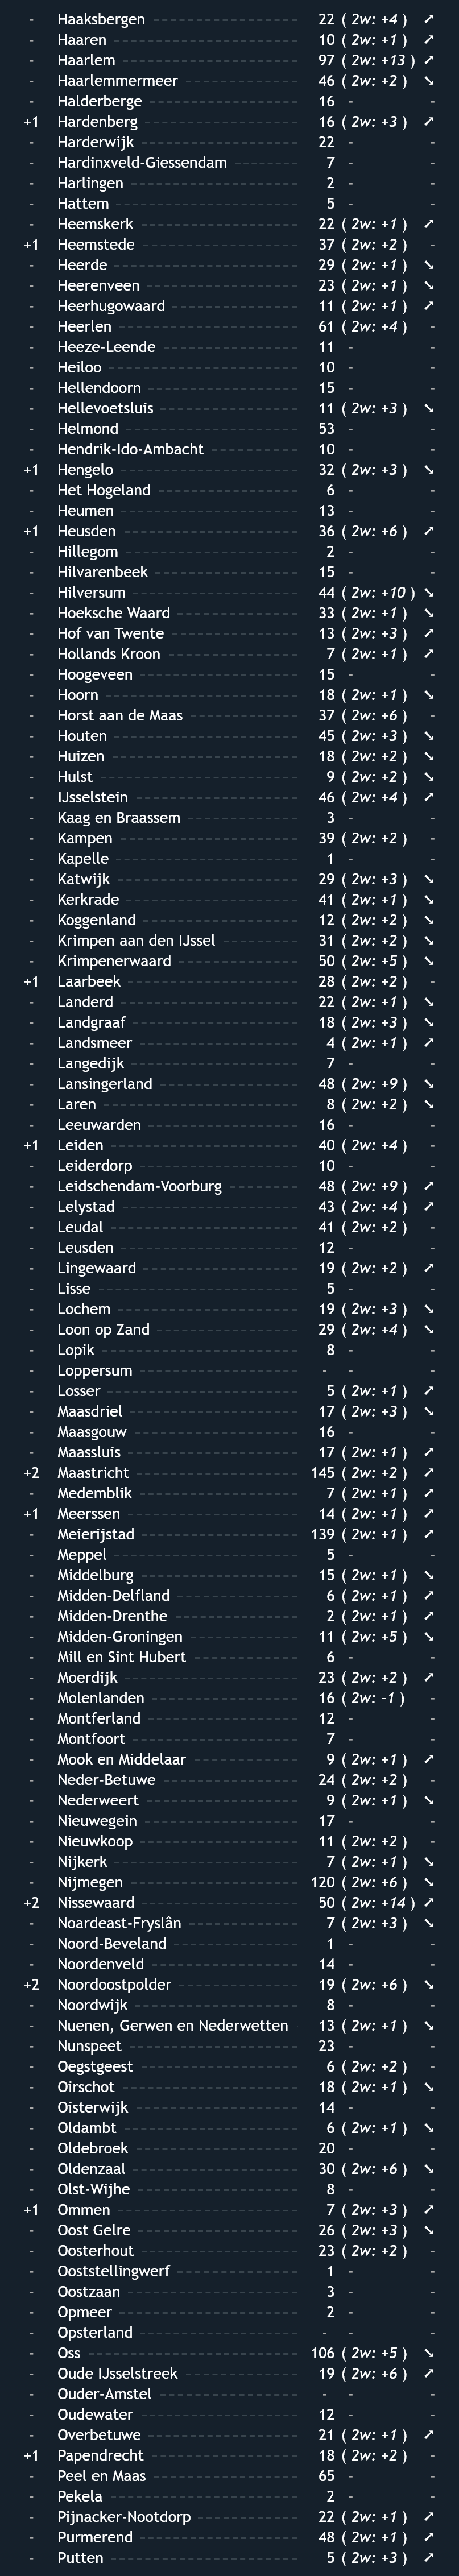 - Haaksbergen 22 ( 2w: +4 ) ➚
- Haaren 10 ( 2w: +1 ) ➚
- Haarlem 97 ( 2w: +13 ) ➚
- Haarlemmermeer 46 ( 2w: +2 ) ➘
- Halderberge 16 - -
+1 Hardenberg 16 ( 2w: +3 ) ➚
- Harderwijk 22 - -
- Hardinxveld-Giessendam 7 - -
- Harlingen 2 - -
- Hattem 5 - -
- Heemskerk 22 ( 2w: +1 ) ➚
+1 Heemstede 37 ( 2w: +2 ) -
- Heerde 29 ( 2w: +1 ) ➘
- Heerenveen 23 ( 2w: +1 ) ➘
- Heerhugowaard 11 ( 2w: +1 ) ➚
- Heerlen 61 ( 2w: +4 ) -
- Heeze-Leende 11 - -
- Heiloo 10 - -
- Hellendoorn 15 - -
- Hellevoetsluis 11 ( 2w: +3 ) ➘
- Helmond 53 - -
- Hendrik-Ido-Ambacht 10 - -
+1 Hengelo 32 ( 2w: +3 ) ➘
- Het Hogeland 6 - -
- Heumen 13 - -
+1 Heusden 36 ( 2w: +6 ) ➚
- Hillegom 2 - -
- Hilvarenbeek 15 - -
- Hilversum 44 ( 2w: +10 ) ➘
- Hoeksche Waard 33 ( 2w: +1 ) ➘
- Hof van Twente 13 ( 2w: +3 ) ➚
- Hollands Kroon 7 ( 2w: +1 ) ➚
- Hoogeveen 15 - -
- Hoorn 18 ( 2w: +1 ) ➘
- Horst aan de Maas 37 ( 2w: +6 ) -
- Houten 45 ( 2w: +3 ) ➘
- Huizen 18 ( 2w: +2 ) ➘
- Hulst 9 ( 2w: +2 ) ➘
- IJsselstein 46 ( 2w: +4 ) ➚
- Kaag en Braassem 3 - -
- Kampen 39 ( 2w: +2 ) -
- Kapelle 1 - -
- Katwijk 29 ( 2w: +3 ) ➘
- Kerkrade 41 ( 2w: +1 ) ➘
- Koggenland 12 ( 2w: +2 ) ➘
- Krimpen aan den IJssel 31 ( 2w: +2 ) ➘
- Krimpenerwaard 50 ( 2w: +5 ) ➘
+1 Laarbeek 28 ( 2w: +2 ) -
- Landerd 22 ( 2w: +1 ) ➘
- Landgraaf 18 ( 2w: +3 ) ➘
- Landsmeer 4 ( 2w: +1 ) ➚
- Langedijk 7 - -
- Lansingerland 48 ( 2w: +9 ) ➘
- Laren 8 ( 2w: +2 ) ➘
- Leeuwarden 16 - -
+1 Leiden 40 ( 2w: +4 ) -
- Leiderdorp 10 - -
- Leidschendam-Voorburg 48 ( 2w: +9 ) ➚
- Lelystad 43 ( 2w: +4 ) ➚
- Leudal 41 ( 2w: +2 ) -
- Leusden 12 - -
- Lingewaard 19 ( 2w: +2 ) ➚
- Lisse 5 - -
- Lochem 19 ( 2w: +3 ) ➘
- Loon op Zand 29 ( 2w: +4 ) ➘
- Lopik 8 - -
- Loppersum - - -
- Losser 5 ( 2w: +1 ) ➚
- Maasdriel 17 ( 2w: +3 ) ➘
- Maasgouw 16 - -
- Maassluis 17 ( 2w: +1 ) ➚
+2 Maastricht 145 ( 2w: +2 ) ➚
- Medemblik 7 ( 2w: +1 ) ➚
+1 Meerssen 14 ( 2w: +1 ) ➚
- Meierijstad 139 ( 2w: +1 ) ➚
- Meppel 5 - -
- Middelburg 15 ( 2w: +1 ) ➘
- Midden-Delfland 6 ( 2w: +1 ) ➚
- Midden-Drenthe 2 ( 2w: +1 ) ➚
- Midden-Groningen 11 ( 2w: +5 ) ➘
- Mill en Sint Hubert 6 - -
- Moerdijk 23 ( 2w: +2 ) ➚
- Molenlanden 16 ( 2w: -1 ) -
- Montferland 12 - -
- Montfoort 7 - -
- Mook en Middelaar 9 ( 2w: +1 ) ➚
- Neder-Betuwe 24 ( 2w: +2 ) -
- Nederweert 9 ( 2w: +1 ) ➘
- Nieuwegein 17 - -
- Nieuwkoop 11 ( 2w: +2 ) -
- Nijkerk 7 ( 2w: +1 ) ➘
- Nijmegen 120 ( 2w: +6 ) ➘
+2 Nissewaard 50 ( 2w: +14 ) ➚
- Noardeast-Fryslân 7 ( 2w: +3 ) ➘
- Noord-Beveland 1 - -
- Noordenveld 14 - -
+2 Noordoostpolder 19 ( 2w: +6 ) ➘
- Noordwijk 8 - -
- Nuenen, Gerwen en Nederwetten 13 ( 2w: +1 ) ➘
- Nunspeet 23 - -
- Oegstgeest 6 ( 2w: +2 ) -
- Oirschot 18 ( 2w: +1 ) ➘
- Oisterwijk 14 - -
- Oldambt 6 ( 2w: +1 ) ➘
- Oldebroek 20 - -
- Oldenzaal 30 ( 2w: +6 ) ➘
- Olst-Wijhe 8 - -
+1 Ommen 7 ( 2w: +3 ) ➚
- Oost Gelre 26 ( 2w: +3 ) ➘
- Oosterhout 23 ( 2w: +2 ) -
- Ooststellingwerf 1 - -
- Oostzaan 3 - -
- Opmeer 2 - -
- Opsterland - - -
- Oss 106 ( 2w: +5 ) ➘
- Oude IJsselstreek 19 ( 2w: +6 ) ➚
- Ouder-Amstel - - -
- Oudewater 12 - -
- Overbetuwe 21 ( 2w: +1 ) ➚
+1 Papendrecht 18 ( 2w: +2 ) -
- Peel en Maas 65 - -
- Pekela 2 - -
- Pijnacker-Nootdorp 22 ( 2w: +1 ) ➚
- Purmerend 48 ( 2w: +1 ) ➚
- Putten 5 ( 2w: +3 ) ➚